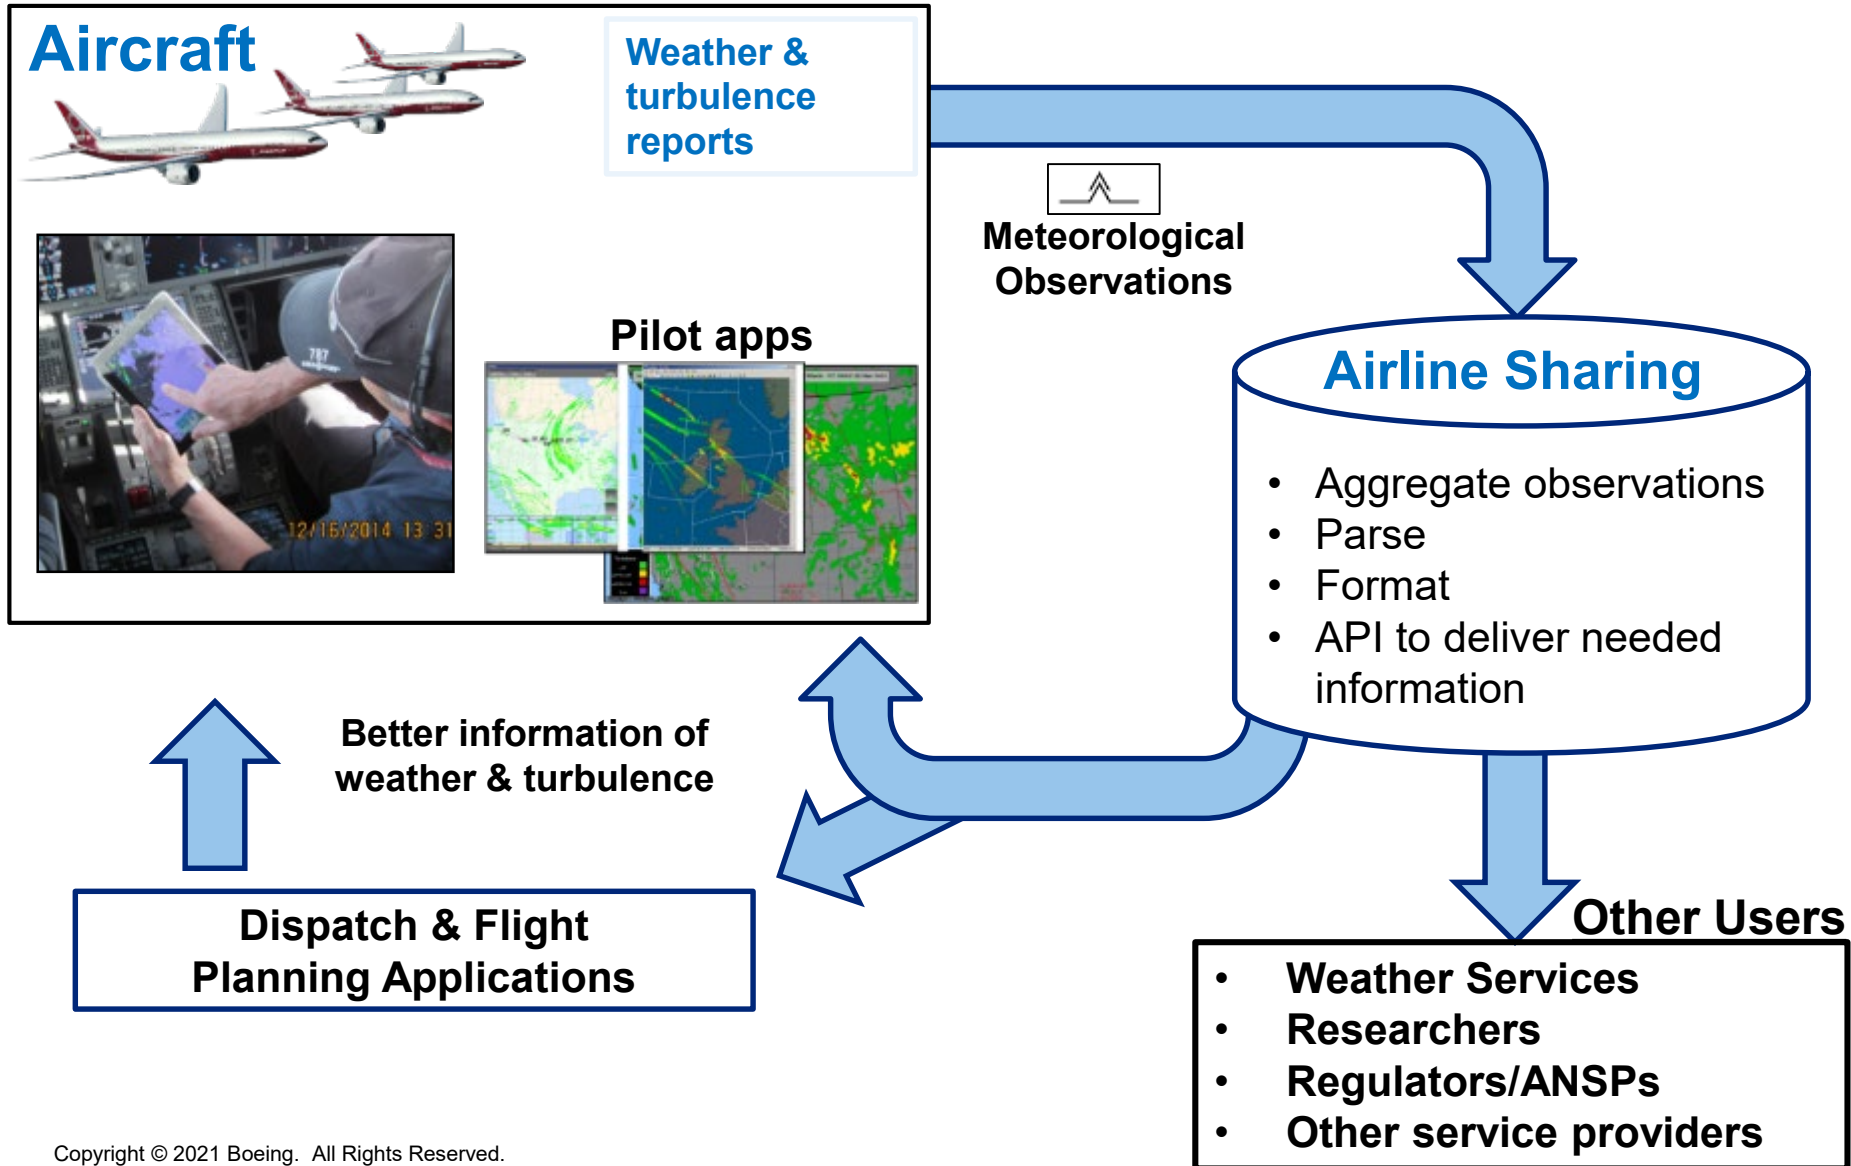 Aircraft
Weather &
turbulence
reports
Meteorological
Observations
787
12/16/2014 13 31
Pilot apps
Airline Sharing
• Aggregate observations
• Parse
• Format
• API to deliver needed
information
Better information of
weather & turbulence
Dispatch & Flight
Planning Applications
Other Users
• Weather Services
• Researchers
• Regulators/ANSPs
• Other service providers
Copyright © 2021 Boeing. All Rights Reserved.